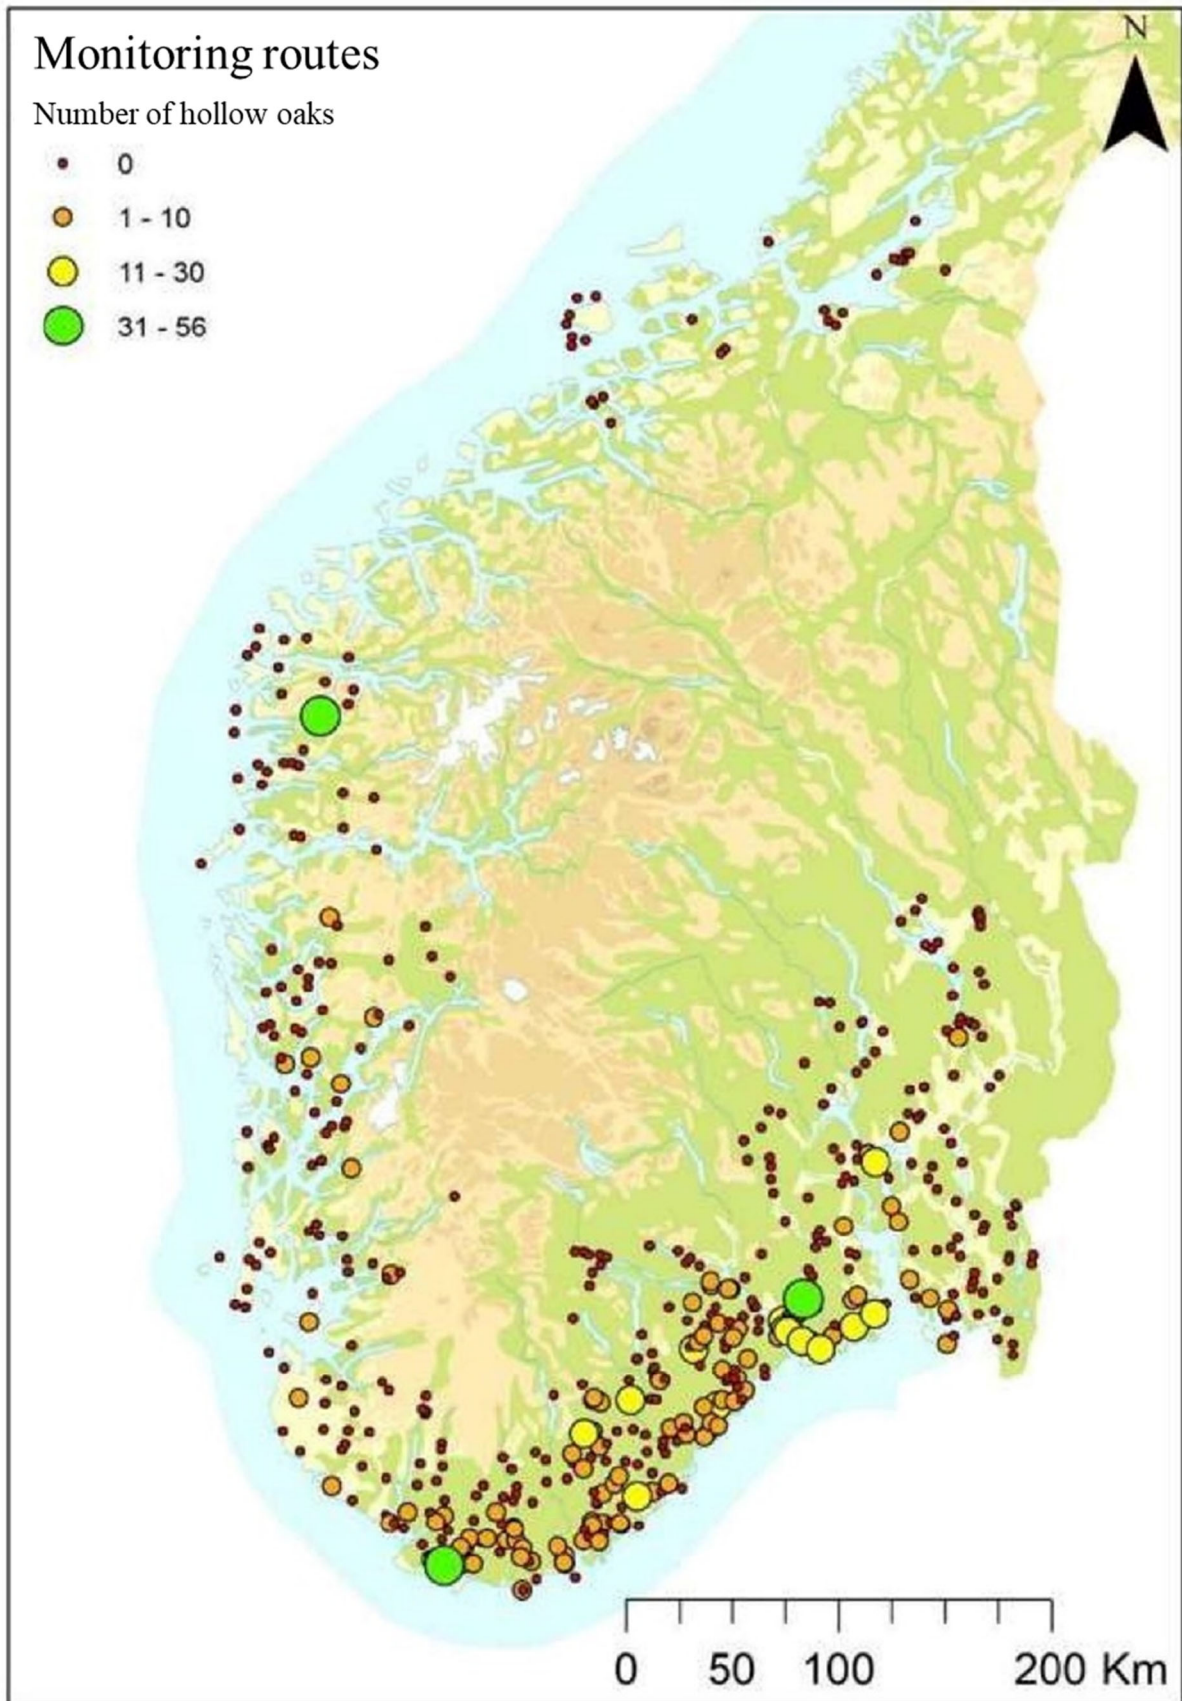 Monitoring routes
Number of hollow oaks
0
1 - 10
11 - 30
31 - 56
N
0 50 100 200 Km